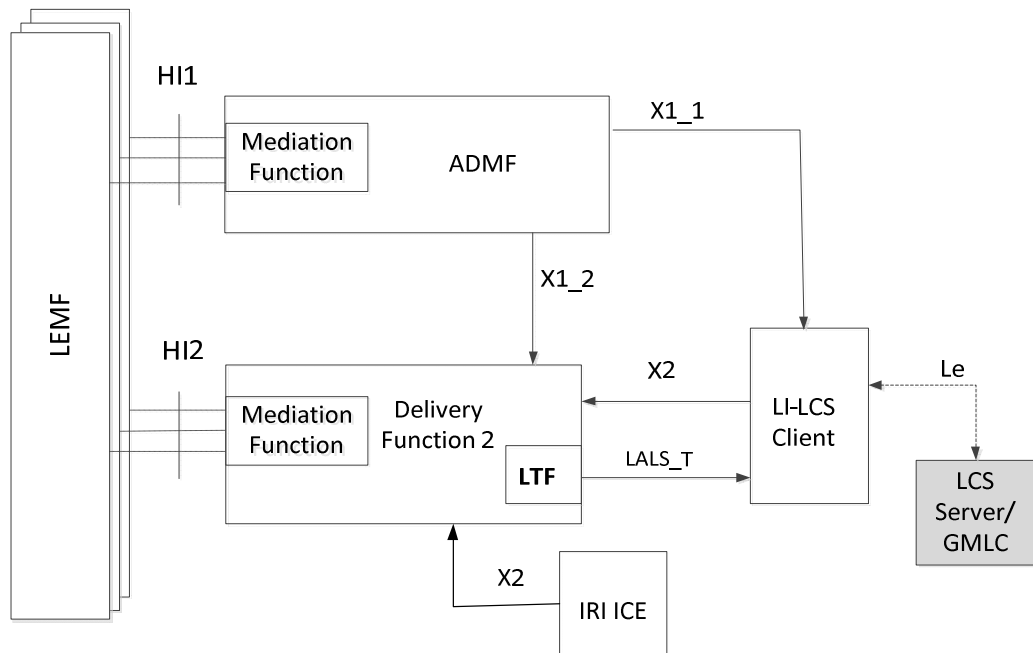 HI1
X1_1
Mediation
Function
ADMF
X1_2
LEMF
HI2
X2
Le
Mediation
Function
Delivery
Function 2
LI-LCS
Client
LTF
LALS_T
LCS
Server/
GMLC
X2
IRI ICE